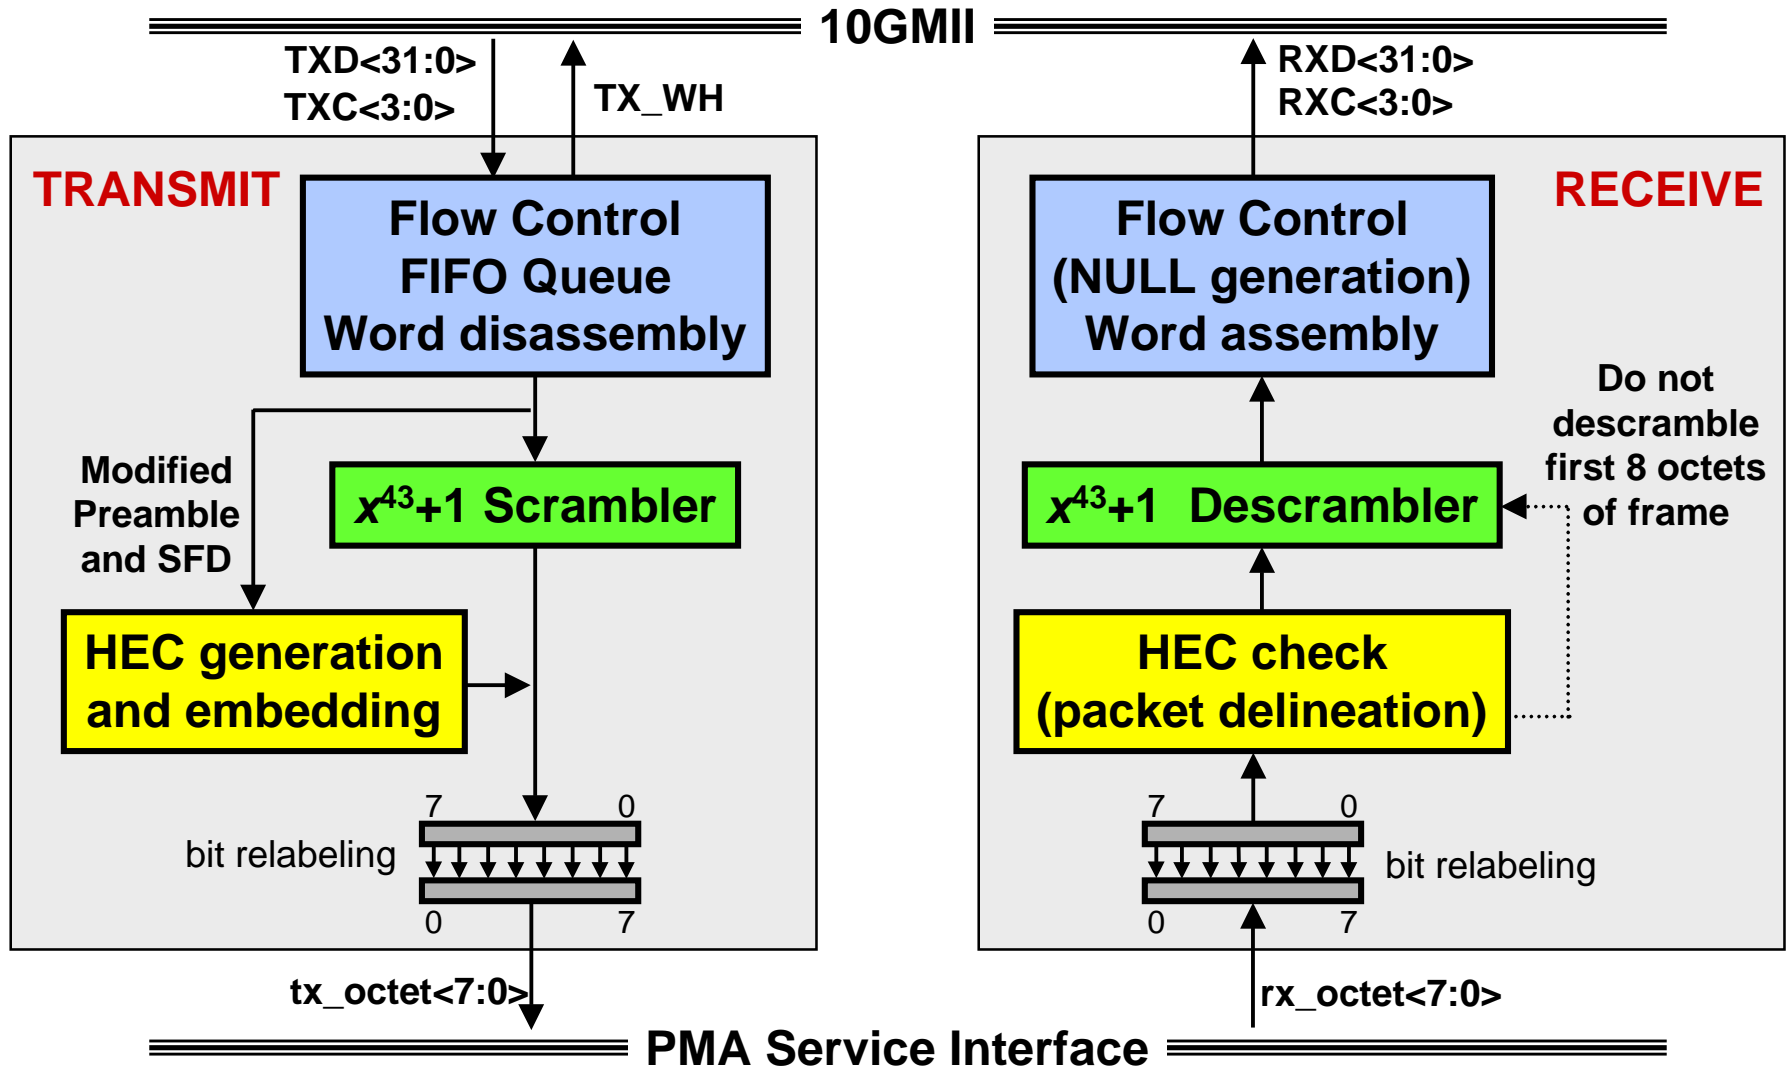 10GMII
TXD<31:0>
TXC<3:0>
TX_WH
RXD<31:0>
RXC<3:0>
TRANSMIT
Flow Control
FIFO Queue
Word disassembly
Modified
Preamble
and SFD
x⁴³+1 Scrambler
HEC generation
and embedding
7 0
bit relabeling
0 7
tx_octet<7:0>
RECEIVE
Flow Control
(NULL generation)
Word assembly
Do not
descramble
first 8 octets
of frame
x⁴³+1 Descrambler
HEC check
(packet delineation)
7 0
bit relabeling
0 7
rx_octet<7:0>
PMA Service Interface